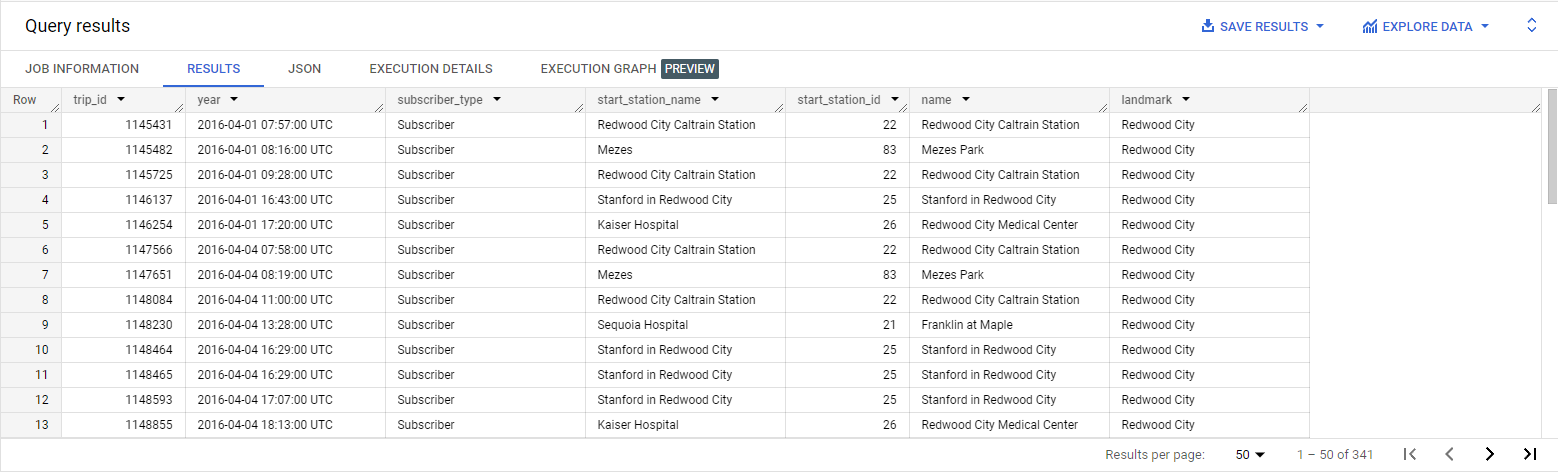 Query results SAVE RESULTS EXPLORE DATA
JOB INFORMATION RESULTS JSON EXECUTION DETAILS EXECUTION GRAPH PREVIEW
Row trip_id year subscriber_type start_station_name start_station_id name landmark
1 1145431 2016-04-01 07:57:00 UTC Subscriber Redwood City Caltrain Station 22 Redwood City Caltrain Station Redwood City
2 1145482 2016-04-01 08:16:00 UTC Subscriber Mezes 83 Mezes Park Redwood City
3 1145725 2016-04-01 09:28:00 UTC Subscriber Redwood City Caltrain Station 22 Redwood City Caltrain Station Redwood City
4 1146137 2016-04-01 16:43:00 UTC Subscriber Stanford in Redwood City 25 Stanford in Redwood City Redwood City
5 1146254 2016-04-01 17:20:00 UTC Subscriber Kaiser Hospital 26 Redwood City Medical Center Redwood City
6 1147566 2016-04-04 07:58:00 UTC Subscriber Redwood City Caltrain Station 22 Redwood City Caltrain Station Redwood City
7 1147651 2016-04-04 08:19:00 UTC Subscriber Mezes 83 Mezes Park Redwood City
8 1148084 2016-04-04 11:00:00 UTC Subscriber Redwood City Caltrain Station 22 Redwood City Caltrain Station Redwood City
9 1148230 2016-04-04 13:28:00 UTC Subscriber Sequoia Hospital 21 Franklin at Maple Redwood City
10 1148464 2016-04-04 16:29:00 UTC Subscriber Stanford in Redwood City 25 Stanford in Redwood City Redwood City
11 1148465 2016-04-04 16:29:00 UTC Subscriber Stanford in Redwood City 25 Stanford in Redwood City Redwood City
12 1148593 2016-04-04 17:07:00 UTC Subscriber Stanford in Redwood City 25 Stanford in Redwood City Redwood City
13 1148855 2016-04-04 18:13:00 UTC Subscriber Kaiser Hospital 26 Redwood City Medical Center Redwood City
Results per page: 50 1 – 50 of 341